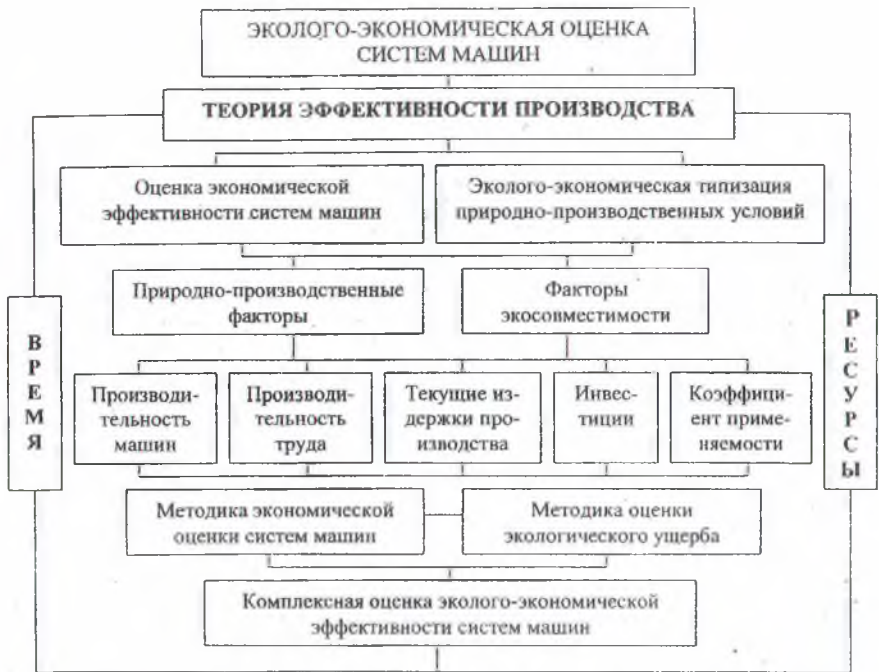 ЭКОЛОГО-ЭКОНОМИЧЕСКАЯ ОЦЕНКА
СИСТЕМ МАШИН
ТЕОРИЯ ЭФФЕКТИВНОСТИ ПРОИЗВОДСТВА
Оценка экономической
эффективности систем машин
Эколого-экономическая типизация
природно-производственных условий
Природно-производственные
факторы
Факторы
экосовместимости
ВРЕМЯ
РЕСУРСЫ
Производи-
тельность
машин
Производи-
тельность
труда
Текущие из-
держки про-
изводства
Инвес-
тиции
Коэффици-
ент приме-
няемости
Методика экономической
оценки систем машин
Методика оценки
экологического ущерба
Комплексная оценка эколого-экономической
эффективности систем машин